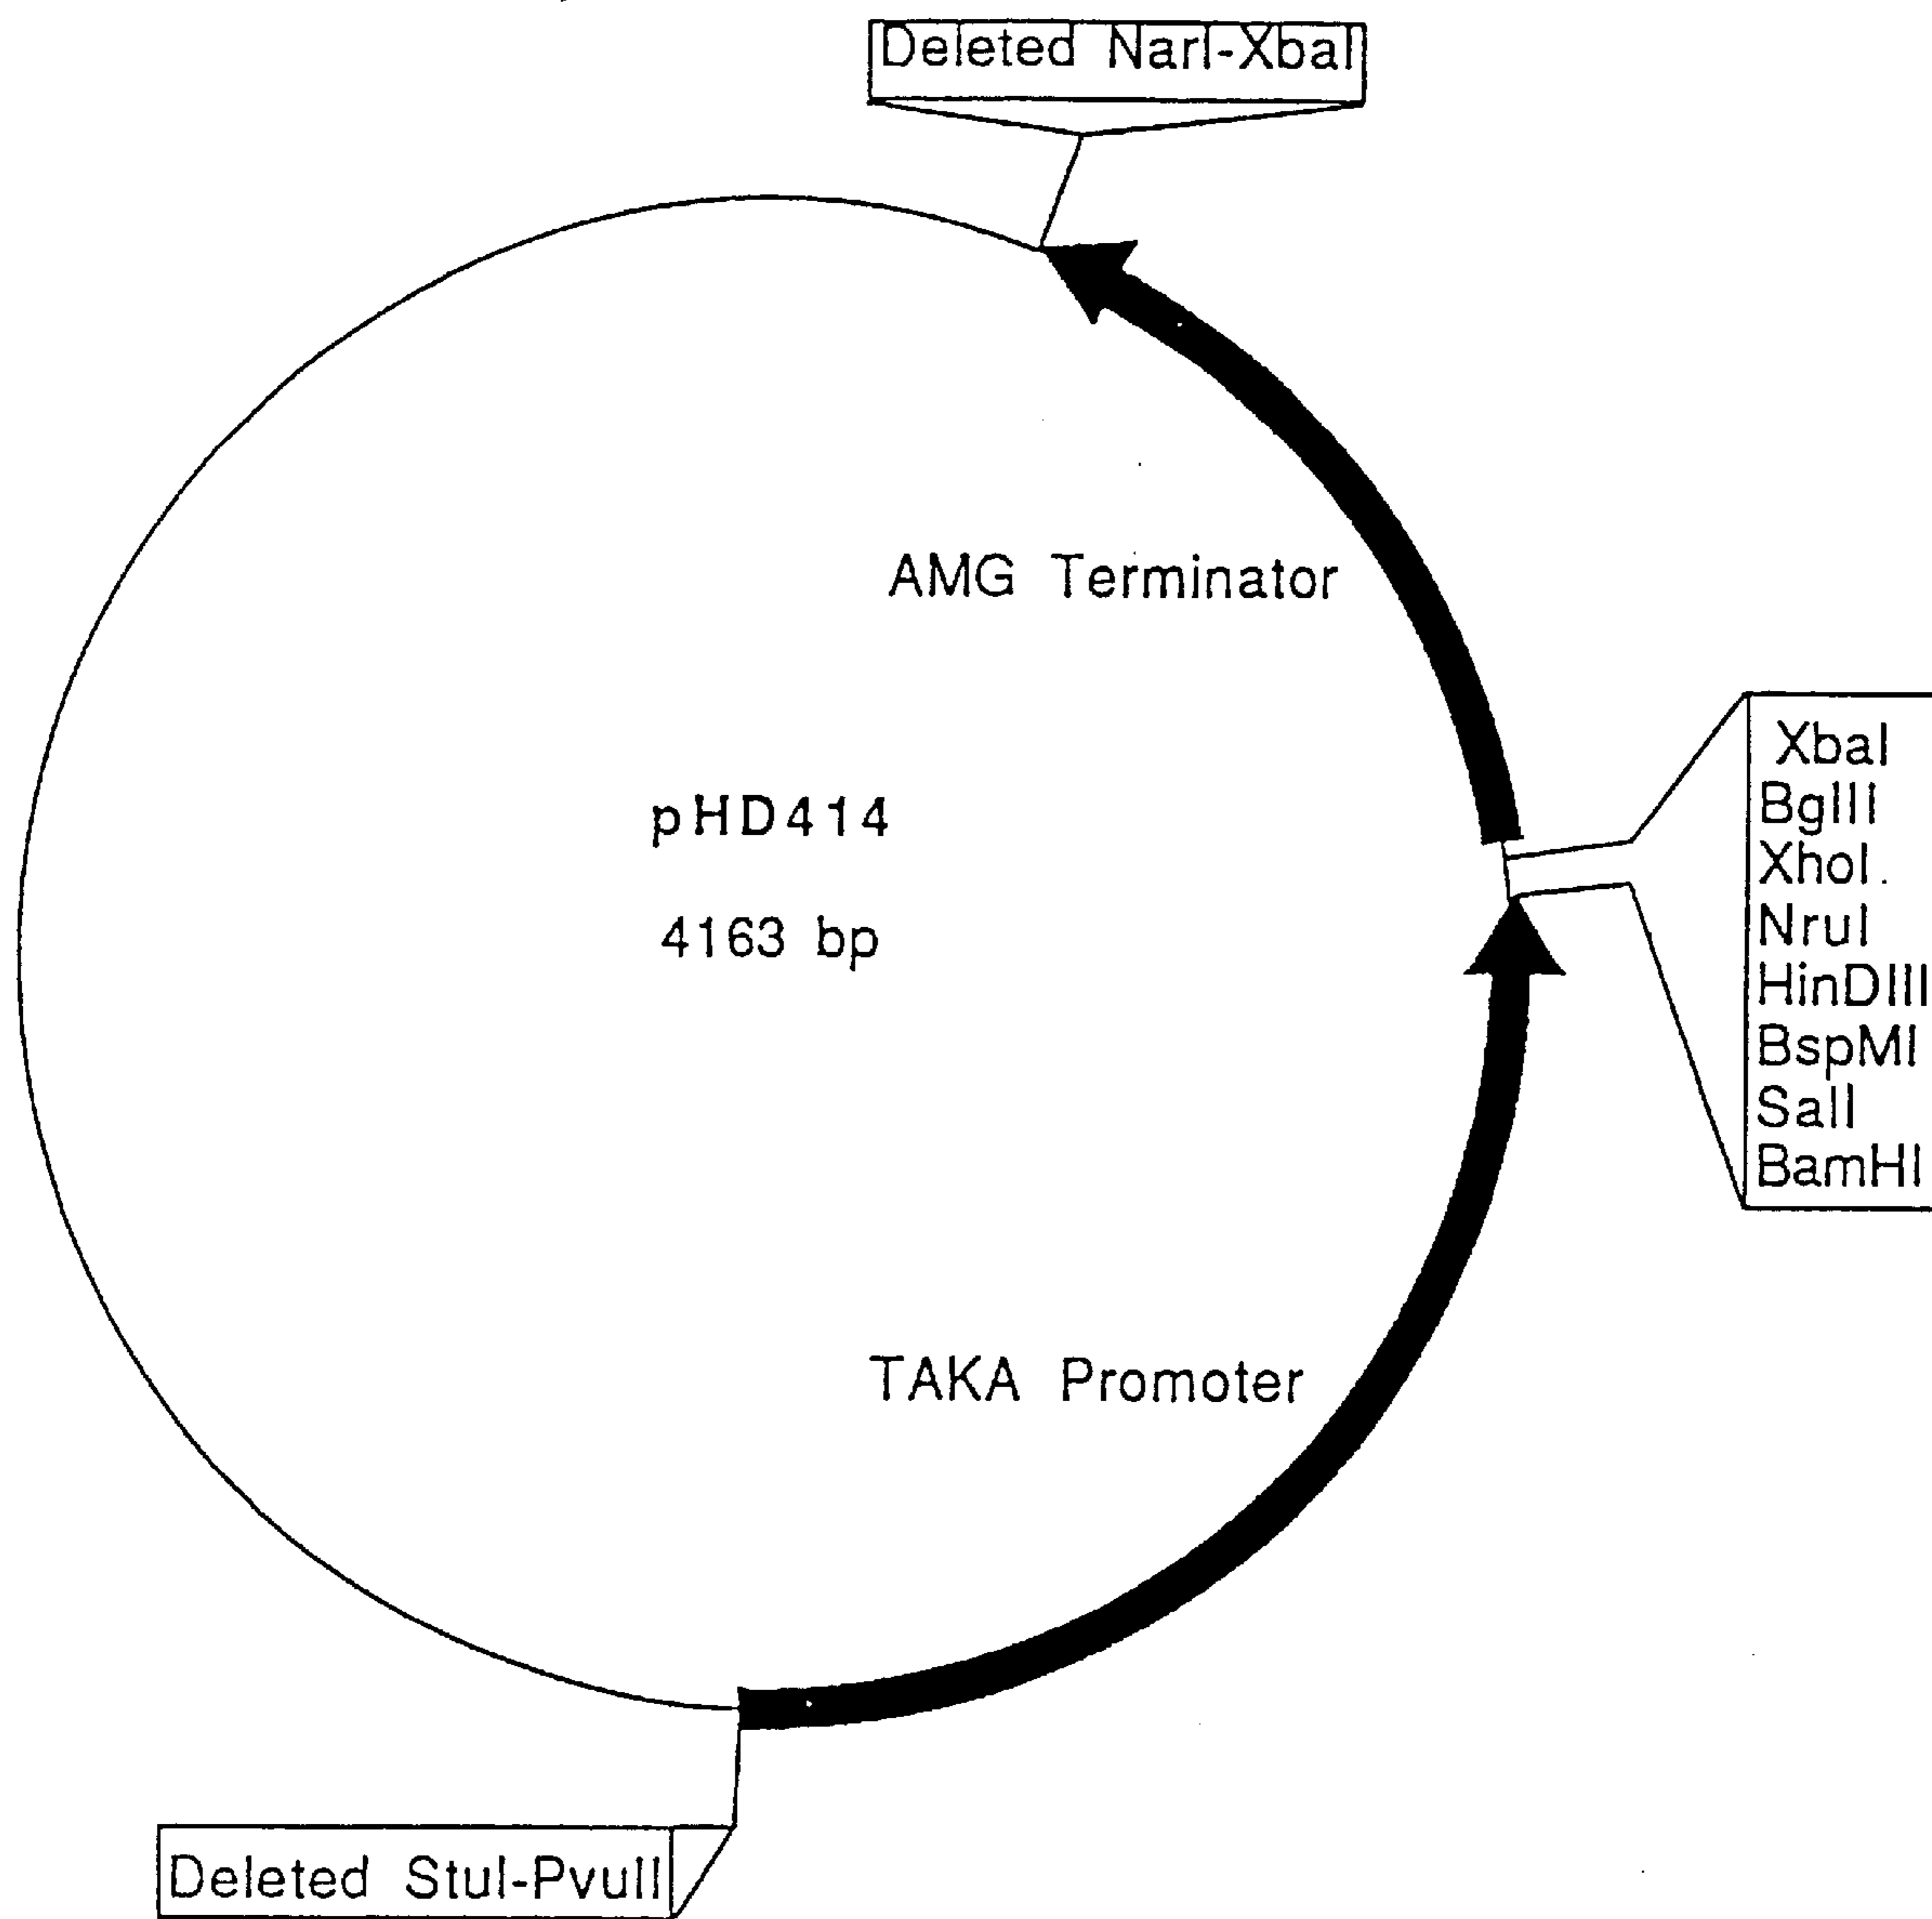 Deleted NarI-XbaI
AMG Terminator
pHD414
4163 bp
XbaI
BglII
XhoI
NruI
HinDIII
BspMI
SalI
BamHI
TAKA Promoter
Deleted StuI-PvuII